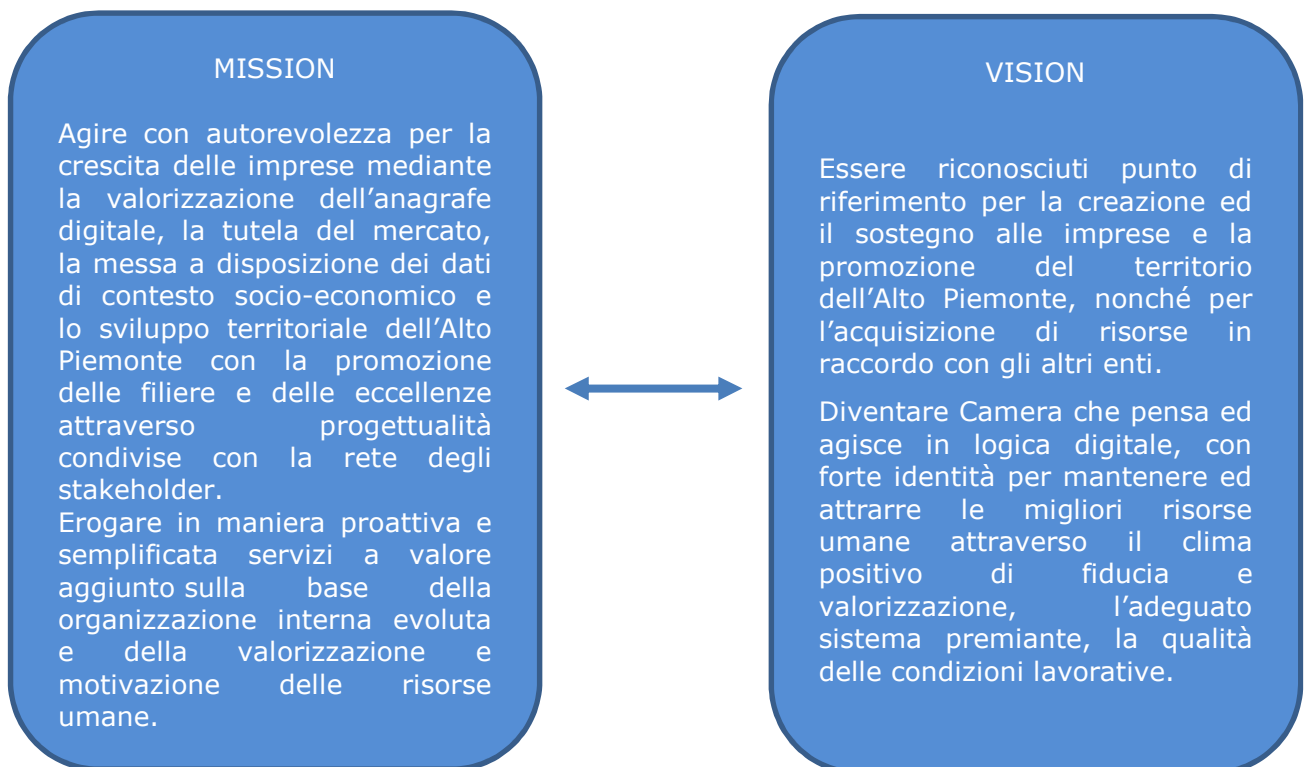 MISSION
Agire con autorevolezza per la
crescita delle imprese mediante
la valorizzazione dell’anagrafe
digitale, la tutela del mercato,
la messa a disposizione dei dati
di contesto socio-economico e
lo sviluppo territoriale dell’Alto
Piemonte con la promozione
delle filiere e delle eccellenze
attraverso progettualità
condivise con la rete degli
stakeholder.
Erogare in maniera proattiva e
semplificata servizi a valore
aggiunto sulla base della
organizzazione interna evoluta
e della valorizzazione e
motivazione delle risorse
umane.
VISION
Essere riconosciuti punto di
riferimento per la creazione ed
il sostegno alle imprese e la
promozione del territorio
dell’Alto Piemonte, nonché per
l’acquisizione di risorse in
raccordo con gli altri enti.
Diventare Camera che pensa ed
agisce in logica digitale, con
forte identità per mantenere ed
attrarre le migliori risorse
umane attraverso il clima
positivo di fiducia e
valorizzazione, l’adeguato
sistema premiante, la qualità
delle condizioni lavorative.